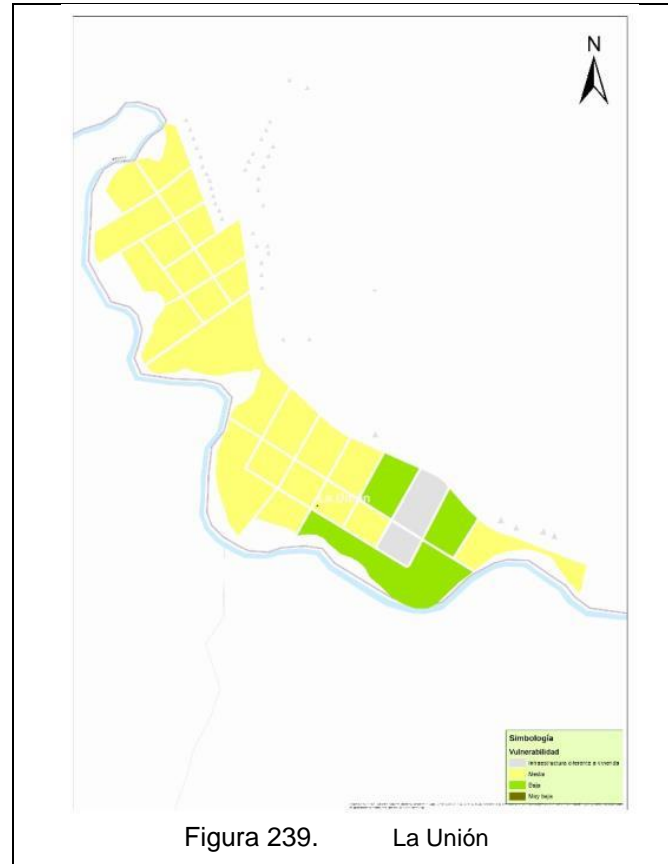 N
La Unión
Simbología
Vulnerabilidad
Infraestructura diferente a vivienda
Media
Baja
Muy baja
Figura 239. La Unión